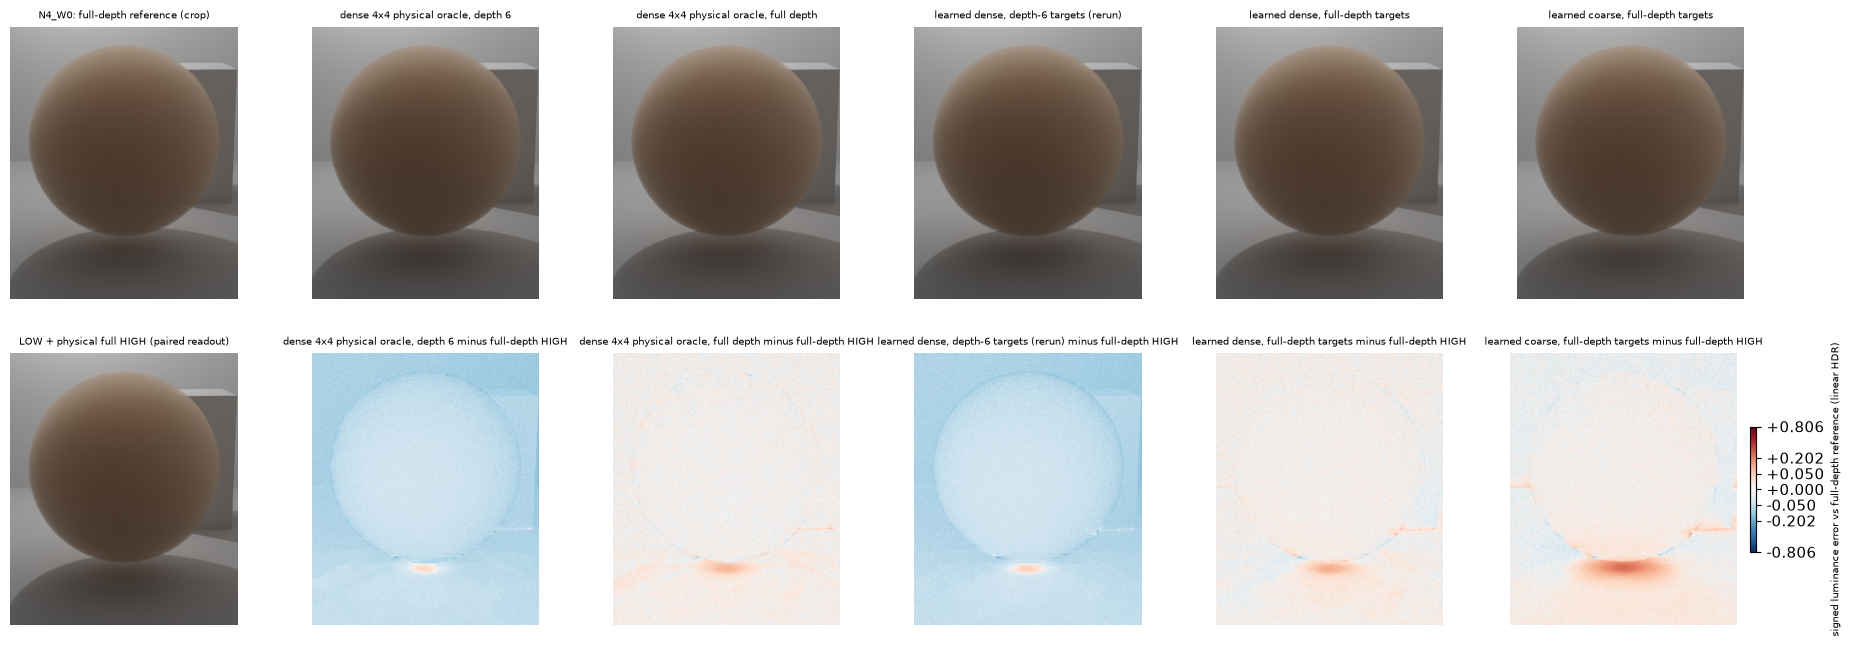 N4_W0: full-depth reference (crop)
dense 4x4 physical oracle, depth 6
dense 4x4 physical oracle, full depth
learned dense, depth-6 targets (rerun)
learned dense, full-depth targets
learned coarse, full-depth targets
LOW + physical full HIGH (paired readout)
dense 4x4 physical oracle, depth 6 minus full-depth HIGH
dense 4x4 physical oracle, full depth minus full-depth HIGH
learned dense, depth-6 targets (rerun) minus full-depth HIGH
learned dense, full-depth targets minus full-depth HIGH
learned coarse, full-depth targets minus full-depth HIGH
+0.806
+0.202
+0.050
+0.000
-0.050
-0.202
-0.806
signed luminance error vs full-depth reference (linear HDR)